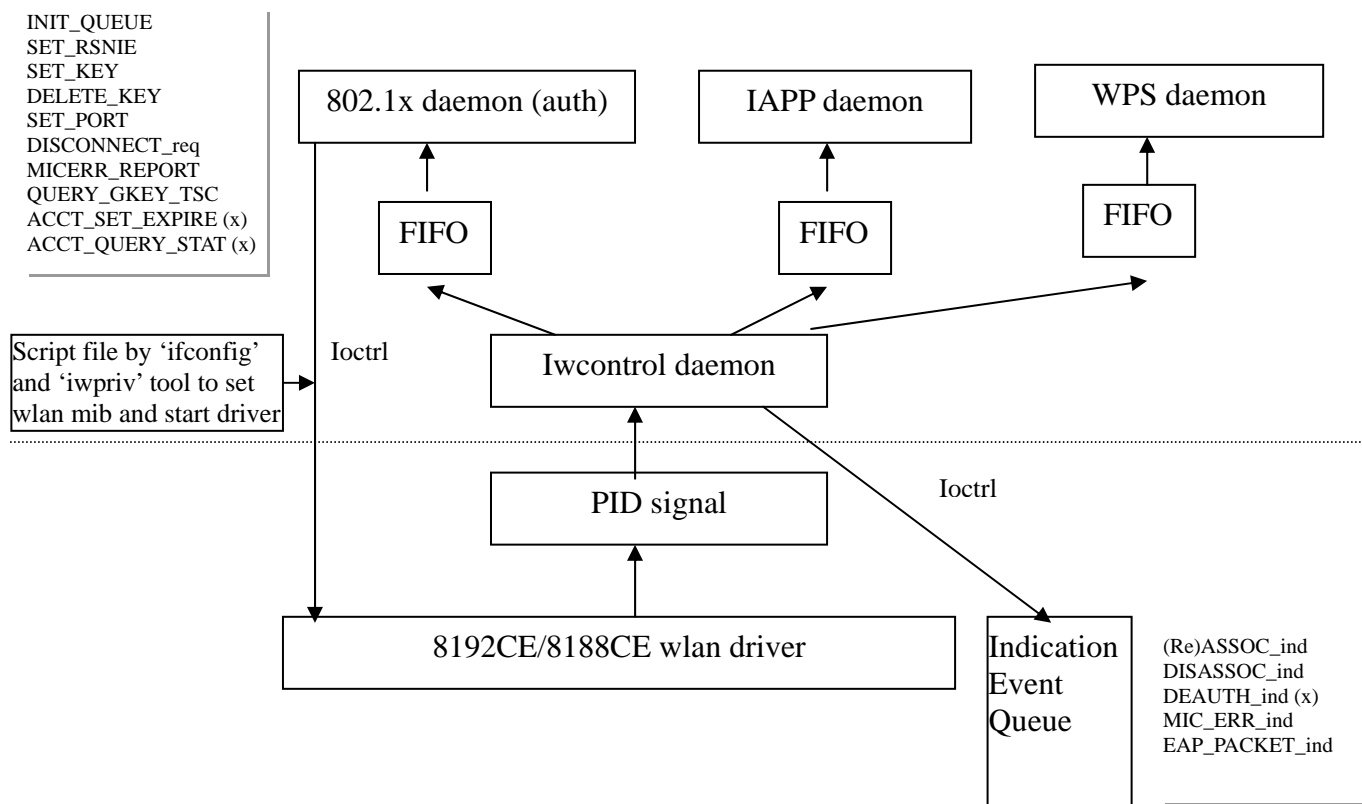 INIT_QUEUE
SET_RSNIE
SET_KEY
DELETE_KEY
SET_PORT
DISCONNECT_req
MICERR_REPORT
QUERY_GKEY_TSC
ACCT_SET_EXPIRE (x)
ACCT_QUERY_STAT (x)
802.1x daemon (auth)
IAPP daemon
WPS daemon
FIFO
FIFO
FIFO
Script file by ‘ifconfig’
and ‘iwpriv’ tool to set
wlan mib and start driver
Ioctrl
Iwcontrol daemon
PID signal
Ioctrl
8192CE/8188CE wlan driver
Indication
Event
Queue
(Re)ASSOC_ind
DISASSOC_ind
DEAUTH_ind (x)
MIC_ERR_ind
EAP_PACKET_ind